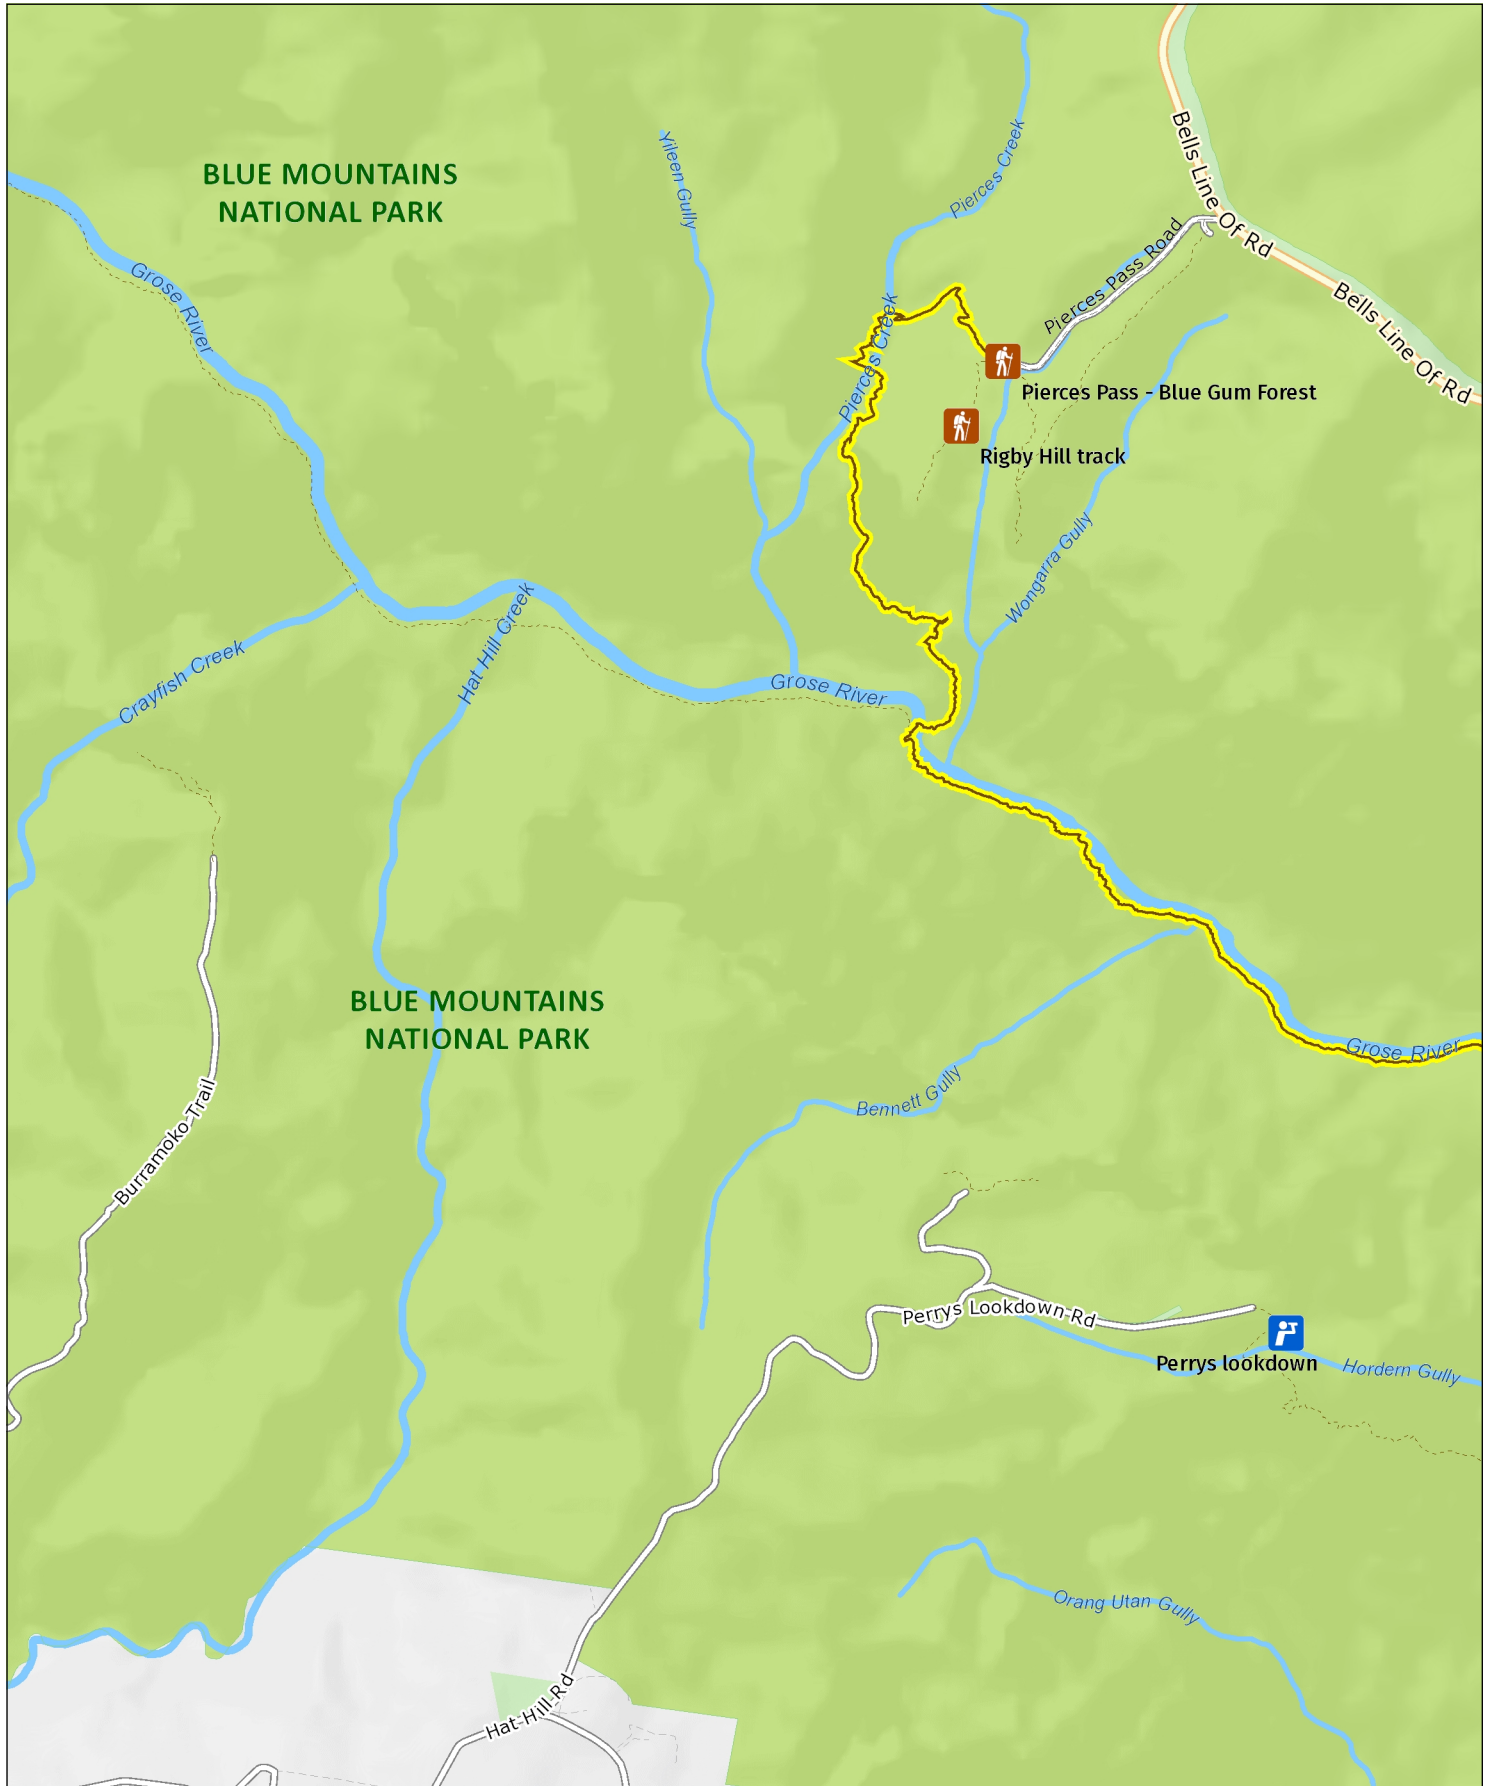 Pierces Creek
Bells Line Of Rd
Yileen Gully
BLUE MOUNTAINS
NATIONAL PARK
Pierces Pass Road
Grose River
Bells Line Of Rd
Pierces Creek
Pierces Pass - Blue Gum Forest
Rigby Hill track
Wongarra Gully
Hat Hill Creek
Crayfish Creek
Grose River
BLUE MOUNTAINS
NATIONAL PARK
Grose River
Bennett Gully
Burramoko Trail
Perrys Lookdown Rd
Perrys lookdown
Hordern Gully
Orang Utan Gully
Hat Hill Rd